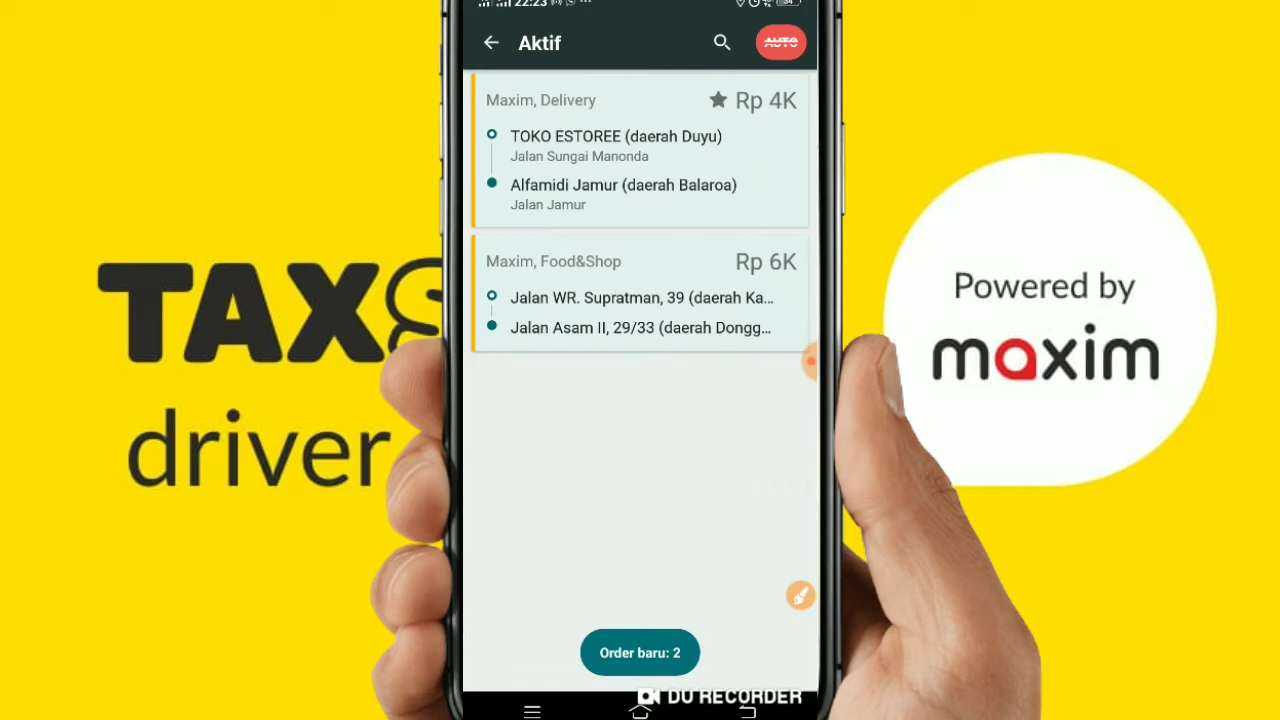 22:23
Aktif
AUTO
Maxim, Delivery
Rp 4K
TOKO ESTOREE (daerah Duyu)
Jalan Sungai Manonda
Alfamidi Jamur (daerah Balaroa)
Jalan Jamur
Maxim, Food&Shop
Rp 6K
Jalan WR. Supratman, 39 (daerah Ka...
Jalan Asam II, 29/33 (daerah Dongg...
Order baru: 2
DU RECORDER
TAXS
driver
Powered by
maxim